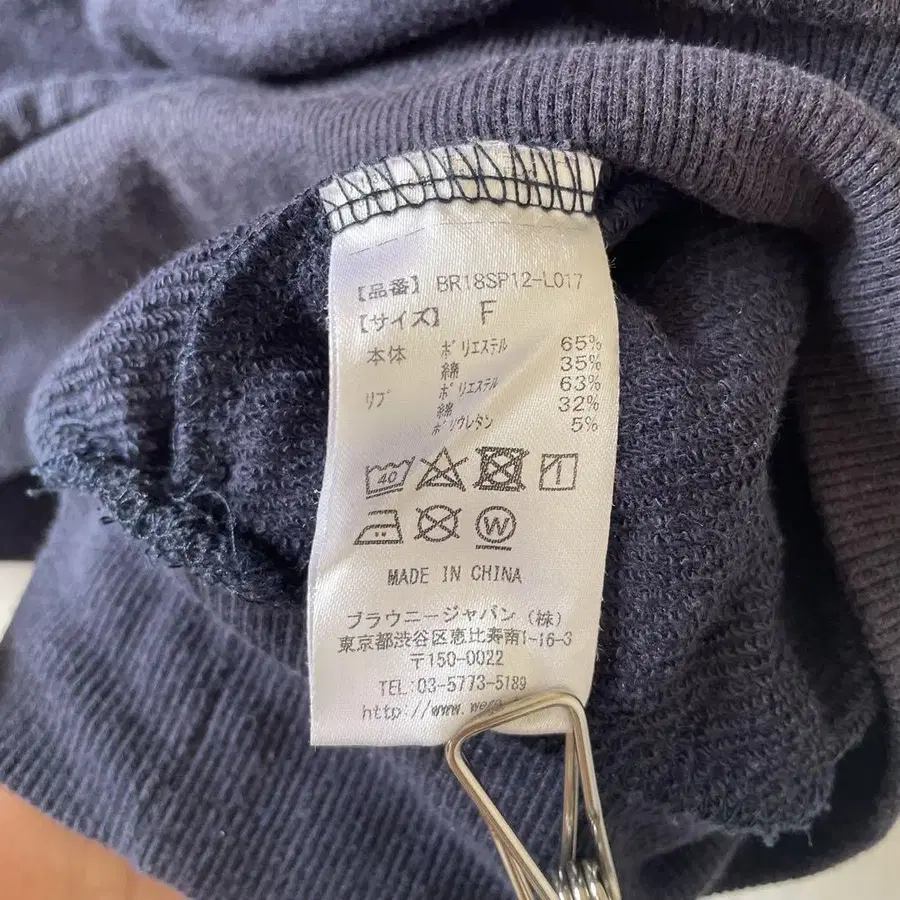 【品番】 BR18SP12-L017
【サイズ】 F
本体 ポリエステル 65%
綿 35%
リブ ポリエステル 63%
綿 32%
ポリウレタン 5%
40
W
MADE IN CHINA
ブラウニージャパン (株)
東京都渋谷区恵比寿南1-16-3
〒150-0022
TEL:03-5773-5189
http://www.